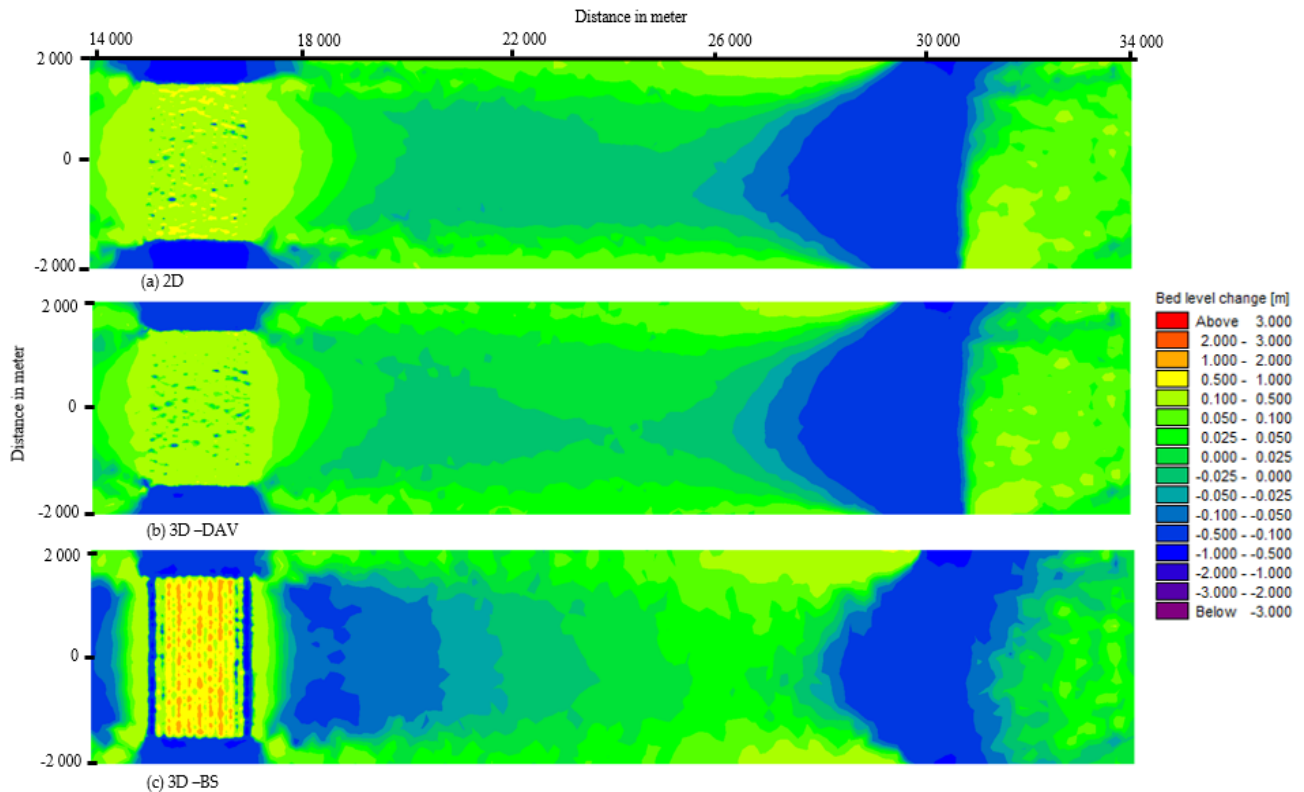 Distance in meter
14 000 18 000 22 000 26 000 30 000 34 000
2 000
0
-2 000
(a) 2D
2 000
0
-2 000
(b) 3D –DAV
2 000
0
-2 000
(c) 3D –BS
Distance in meter
Bed level change [m]
Above 3.000
2.000 - 3.000
1.000 - 2.000
0.500 - 1.000
0.100 - 0.500
0.050 - 0.100
0.025 - 0.050
0.000 - 0.025
-0.025 - 0.000
-0.050 - -0.025
-0.100 - -0.050
-0.500 - -0.100
-1.000 - -0.500
-2.000 - -1.000
-3.000 - -2.000
Below -3.000